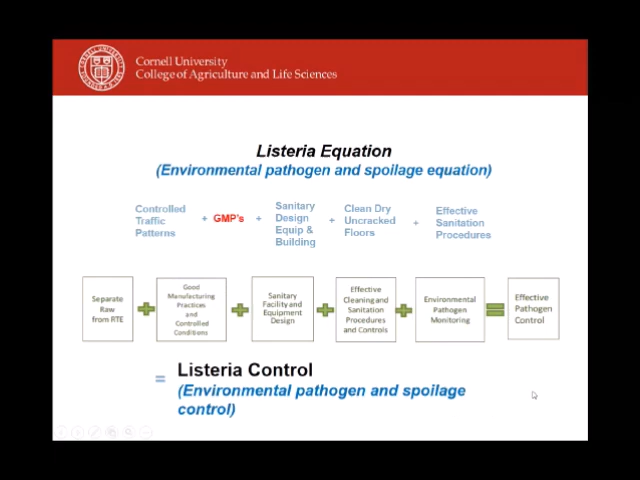 Cornell University
College of Agriculture and Life Sciences
Listeria Equation
(Environmental pathogen and spoilage equation)
Controlled
Traffic
Patterns
+ GMP's +
Sanitary
Design
Equip &
Building
+
Clean Dry
Uncracked
Floors
+
Effective
Sanitation
Procedures
Separate
Raw
from RTE
Good
Manufacturing
Practices
and
Controlled
Conditions
Sanitary
Facility and
Equipment
Design
Effective
Cleaning and
Sanitation
Procedures
and Controls
Environmental
Pathogen
Monitoring
Effective
Pathogen
Control
= Listeria Control
(Environmental pathogen and spoilage
control)